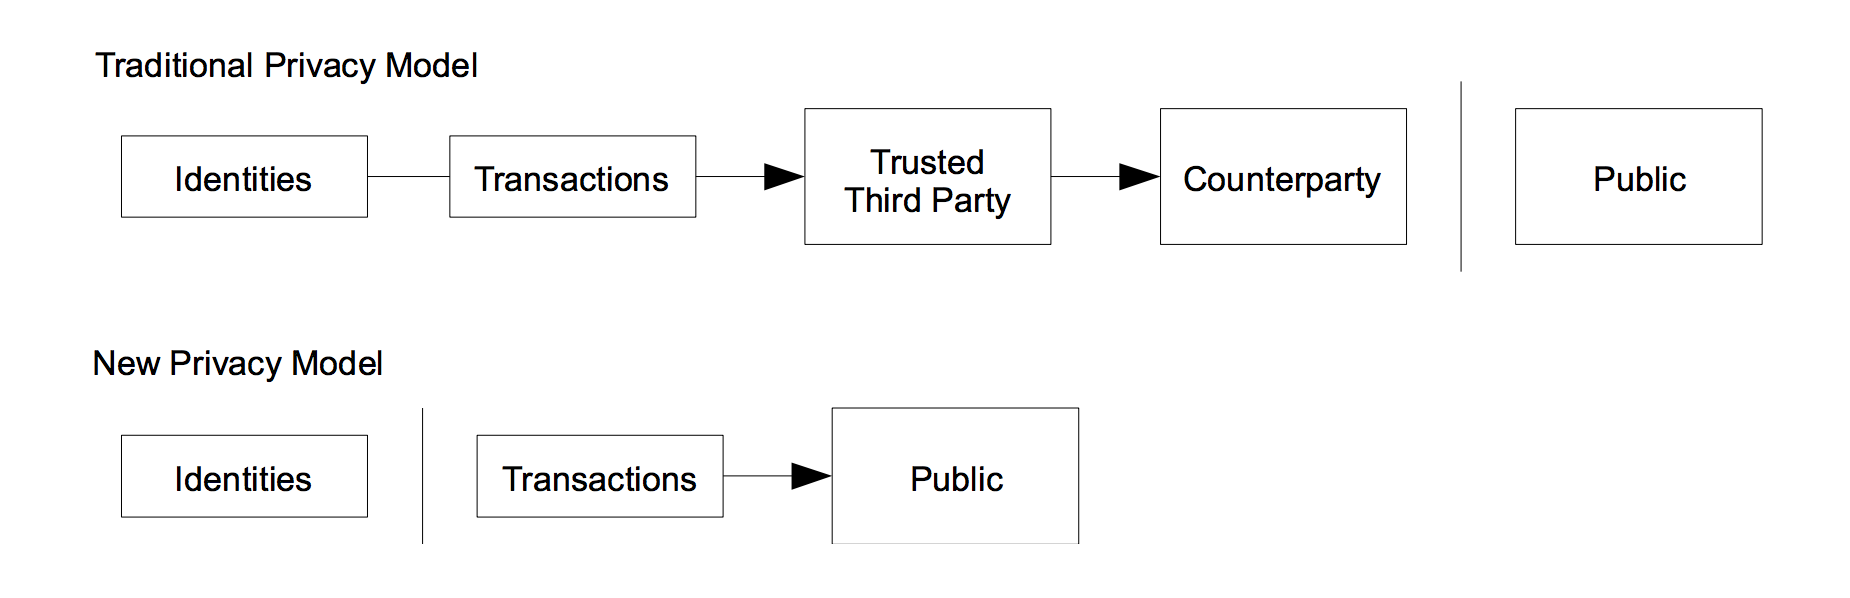 Traditional Privacy Model
Identities
Transactions
Trusted
Third Party
Counterparty
Public
New Privacy Model
Identities
Transactions
Public